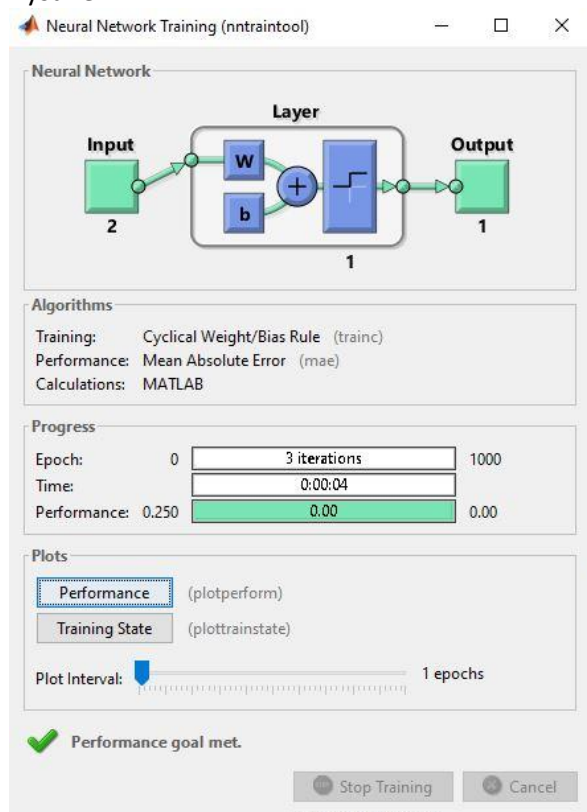 Neural Network Training (nntraintool)
Neural Network
Layer
Input
Output
W
b
+
2
1
1
Algorithms
Training: Cyclical Weight/Bias Rule (trainc)
Performance: Mean Absolute Error (mae)
Calculations: MATLAB
Progress
Epoch: 0 3 iterations 1000
Time: 0:00:04
Performance: 0.250 0.00 0.00
Plots
Performance (plotperform)
Training State (plottrainstate)
Plot Interval: 1 epochs
Performance goal met.
Stop Training Cancel